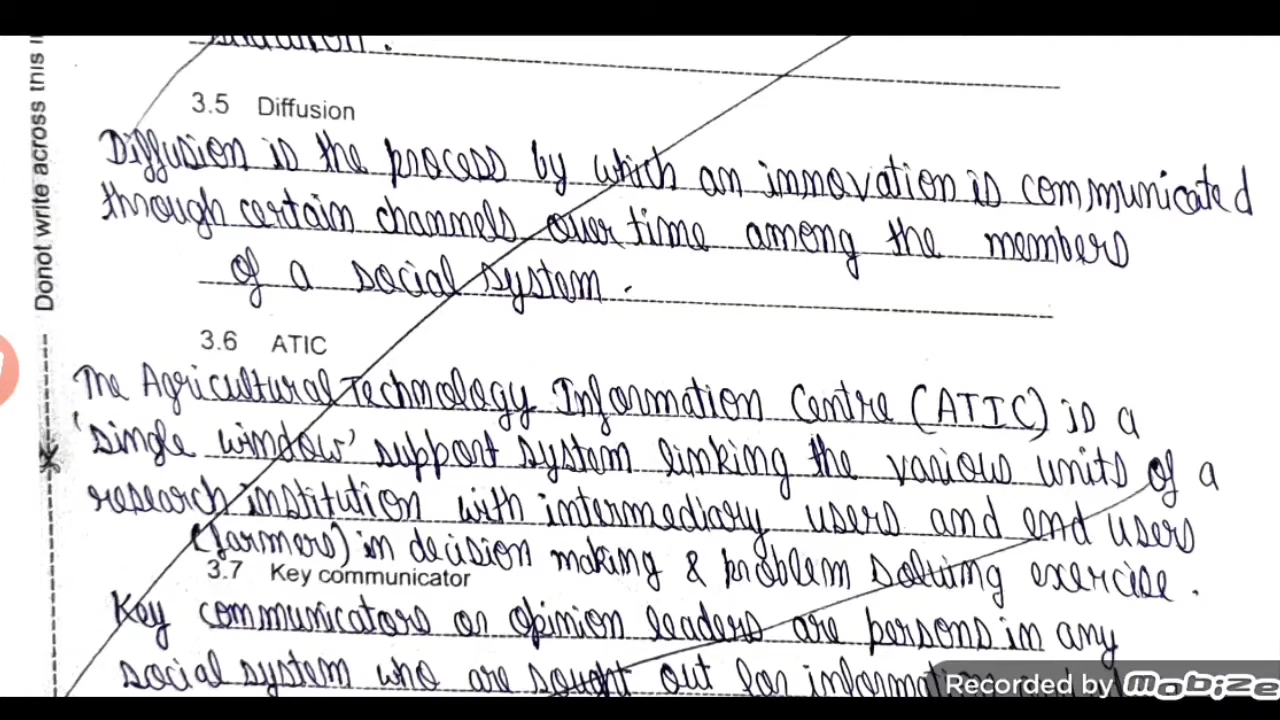 3.5 Diffusion
Diffusion is the process by which an innovation is communicated
through certain channels over time among the members
of a social system.
3.6 ATIC
The Agricultural Technology Information Centre (ATIC) is a
'single window' support system linking the various units of a
research institution with intermediary users and end users
(farmers) in decision making & problem solving exercise.
3.7 Key communicator
Key communicators or opinion leaders are persons in any
social system who are sought out for
Donot write across this
Recorded by Mobizen